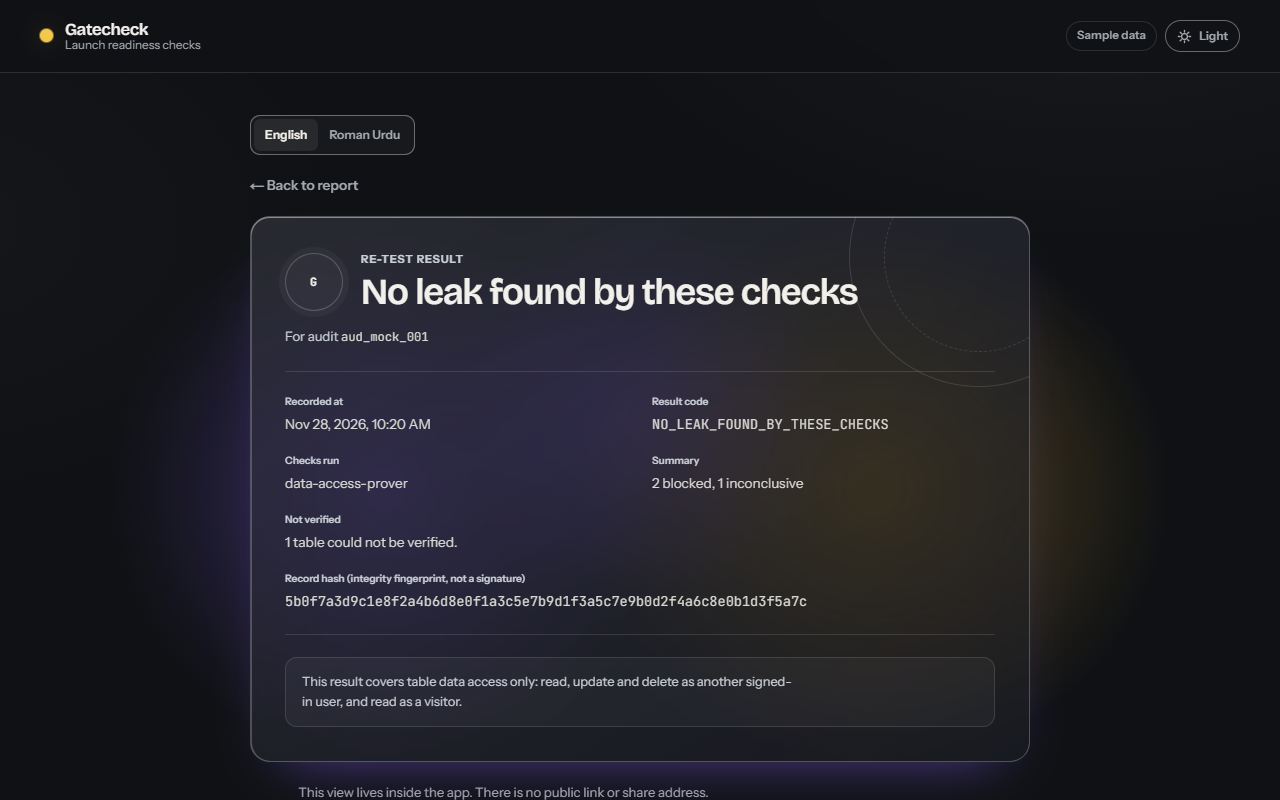 Gatecheck
Launch readiness checks
Sample data
Light
English
Roman Urdu
← Back to report
G
RE-TEST RESULT
No leak found by these checks
For audit aud_mock_001
Recorded at
Nov 28, 2026, 10:20 AM
Result code
NO_LEAK_FOUND_BY_THESE_CHECKS
Checks run
data-access-prover
Summary
2 blocked, 1 inconclusive
Not verified
1 table could not be verified.
Record hash (integrity fingerprint, not a signature)
5b0f7a3d9c1e8f2a4b6d8e0f1a3c5e7b9d1f3a5c7e9b0d2f4a6c8e0b1d3f5a7c
This result covers table data access only: read, update and delete as another signed-
in user, and read as a visitor.
This view lives inside the app. There is no public link or share address.